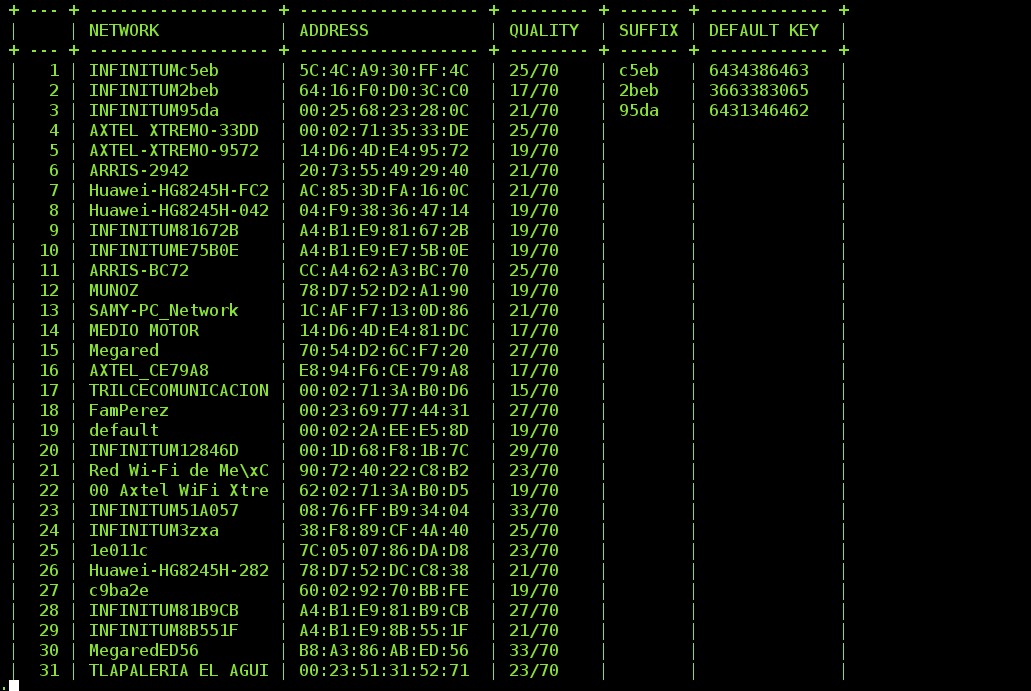 + --- + ------------------ + ------------------ + -------- + ------ + ------------ +
|     | NETWORK            | ADDRESS            | QUALITY  | SUFFIX | DEFAULT KEY  |
+ --- + ------------------ + ------------------ + -------- + ------ + ------------ +
|   1 | INFINITUMc5eb      | 5C:4C:A9:30:FF:4C  | 25/70    | c5eb   | 6434386463   |
|   2 | INFINITUM2beb      | 64:16:F0:D0:3C:C0  | 17/70    | 2beb   | 3663383065   |
|   3 | INFINITUM95da      | 00:25:68:23:28:0C  | 21/70    | 95da   | 6431346462   |
|   4 | AXTEL XTREMO-33DD  | 00:02:71:35:33:DE  | 25/70    |        |              |
|   5 | AXTEL-XTREMO-9572  | 14:D6:4D:E4:95:72  | 19/70    |        |              |
|   6 | ARRIS-2942         | 20:73:55:49:29:40  | 21/70    |        |              |
|   7 | Huawei-HG8245H-FC2 | AC:85:3D:FA:16:0C  | 21/70    |        |              |
|   8 | Huawei-HG8245H-042 | 04:F9:38:36:47:14  | 19/70    |        |              |
|   9 | INFINITUM81672B    | A4:B1:E9:81:67:2B  | 19/70    |        |              |
|  10 | INFINITUME75B0E    | A4:B1:E9:E7:5B:0E  | 19/70    |        |              |
|  11 | ARRIS-BC72         | CC:A4:62:A3:BC:70  | 25/70    |        |              |
|  12 | MUNOZ              | 78:D7:52:D2:A1:90  | 19/70    |        |              |
|  13 | SAMY-PC_Network    | 1C:AF:F7:13:0D:86  | 21/70    |        |              |
|  14 | MEDIO MOTOR        | 14:D6:4D:E4:81:DC  | 17/70    |        |              |
|  15 | Megared            | 70:54:D2:6C:F7:20  | 27/70    |        |              |
|  16 | AXTEL_CE79A8       | E8:94:F6:CE:79:A8  | 17/70    |        |              |
|  17 | TRILCECOMUNICACION | 00:02:71:3A:B0:D6  | 15/70    |        |              |
|  18 | FamPerez           | 00:23:69:77:44:31  | 27/70    |        |              |
|  19 | default            | 00:02:2A:EE:E5:8D  | 19/70    |        |              |
|  20 | INFINITUM12846D    | 00:1D:68:F8:1B:7C  | 29/70    |        |              |
|  21 | Red Wi-Fi de Me\xC | 90:72:40:22:C8:B2  | 23/70    |        |              |
|  22 | 00 Axtel WiFi Xtre | 62:02:71:3A:B0:D5  | 19/70    |        |              |
|  23 | INFINITUM51A057    | 08:76:FF:B9:34:04  | 33/70    |        |              |
|  24 | INFINITUM3zxa      | 38:F8:89:CF:4A:40  | 25/70    |        |              |
|  25 | 1e011c             | 7C:05:07:86:DA:D8  | 23/70    |        |              |
|  26 | Huawei-HG8245H-282 | 78:D7:52:DC:C8:38  | 21/70    |        |              |
|  27 | c9ba2e             | 60:02:92:70:BB:FE  | 19/70    |        |              |
|  28 | INFINITUM81B9CB    | A4:B1:E9:81:B9:CB  | 27/70    |        |              |
|  29 | INFINITUM8B551F    | A4:B1:E9:8B:55:1F  | 21/70    |        |              |
|  30 | MegaredED56        | B8:A3:86:AB:ED:56  | 33/70    |        |              |
|  31 | TLAPALERIA EL AGUI | 00:23:51:31:52:71  | 23/70    |        |              |